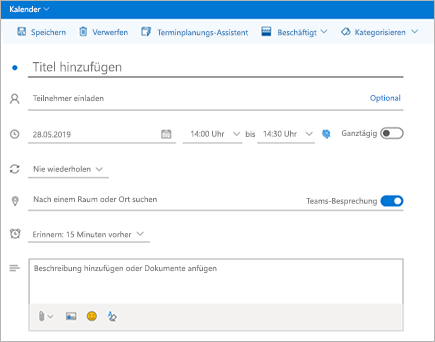 Kalender
Speichern Verwerfen Terminplanungs-Assistent Beschäftigt Kategorisieren
Titel hinzufügen
Teilnehmer einladen Optional
28.05.2019 14:00 Uhr bis 14:30 Uhr Ganztägig
Nie wiederholen
Nach einem Raum oder Ort suchen Teams-Besprechung
Erinnern: 15 Minuten vorher
Beschreibung hinzufügen oder Dokumente anfügen